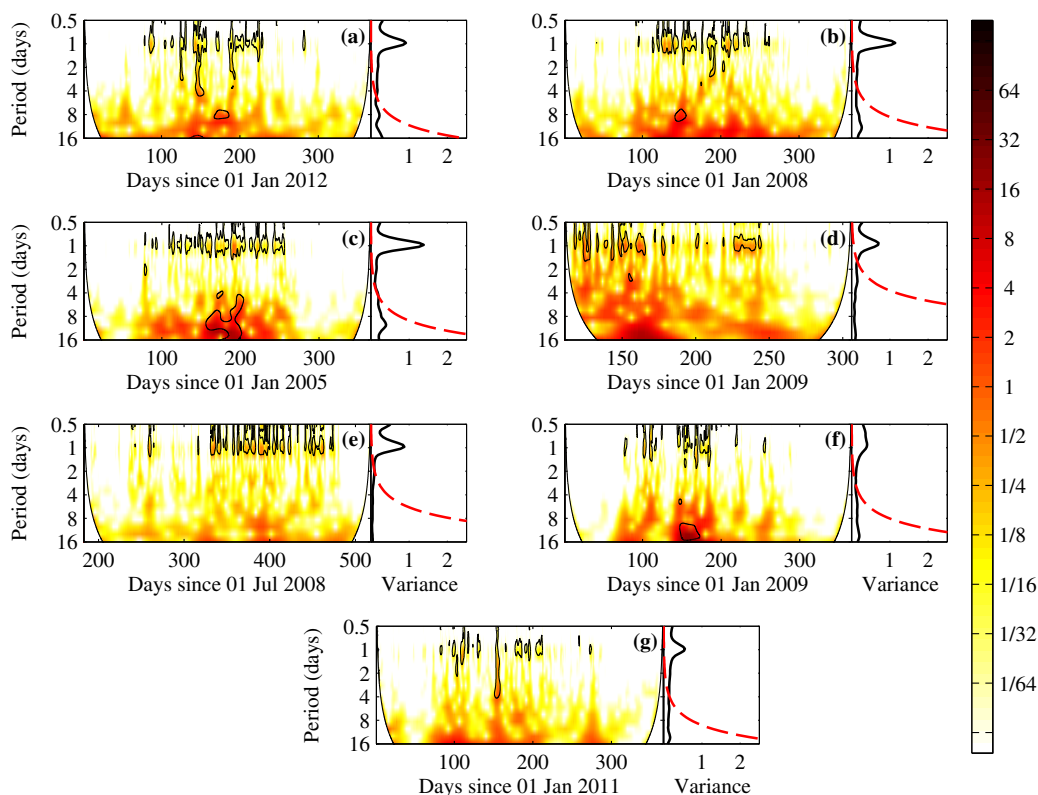 0.5
1
2
4
8
16
Period (days)
(a)
100 200 300
Days since 01 Jan 2012
1 2
0.5
1
2
4
8
16
Period (days)
(b)
100 200 300
Days since 01 Jan 2008
1 2
0.5
1
2
4
8
16
Period (days)
(c)
100 200 300
Days since 01 Jan 2005
1 2
0.5
1
2
4
8
16
Period (days)
(d)
150 200 250 300
Days since 01 Jan 2009
1 2
0.5
1
2
4
8
16
Period (days)
(e)
200 300 400 500
Days since 01 Jul 2008
1 2
Variance
0.5
1
2
4
8
16
Period (days)
(f)
100 200 300
Days since 01 Jan 2009
1 2
Variance
0.5
1
2
4
8
16
Period (days)
(g)
100 200 300
Days since 01 Jan 2011
1 2
Variance
64
32
16
8
4
2
1
1/2
1/4
1/8
1/16
1/32
1/64